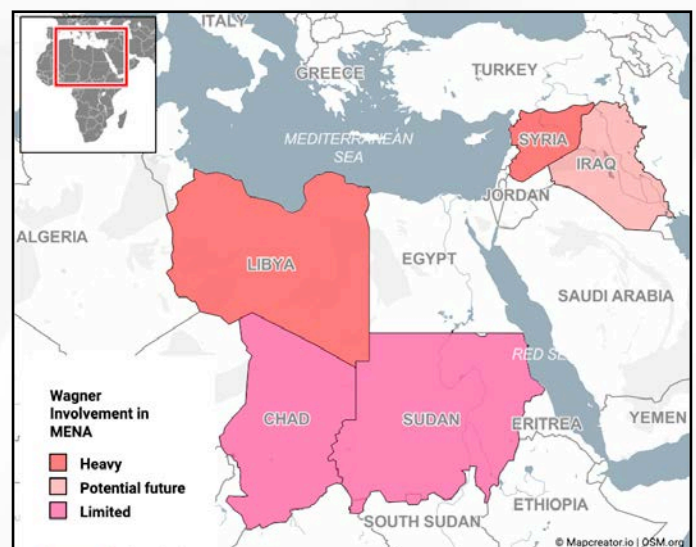 ITALY
GREECE
TURKEY
MEDITERRANEAN
SEA
SYRIA
IRAQ
JORDAN
ALGERIA
LIBYA
EGYPT
SAUDI ARABIA
RED SE
Wagner
Involvement in
MENA
Heavy
Potential future
Limited
CHAD
SUDAN
ERITREA
YEMEN
ETHIOPIA
SOUTH SUDAN
© Mapcreator.io | OSM.org